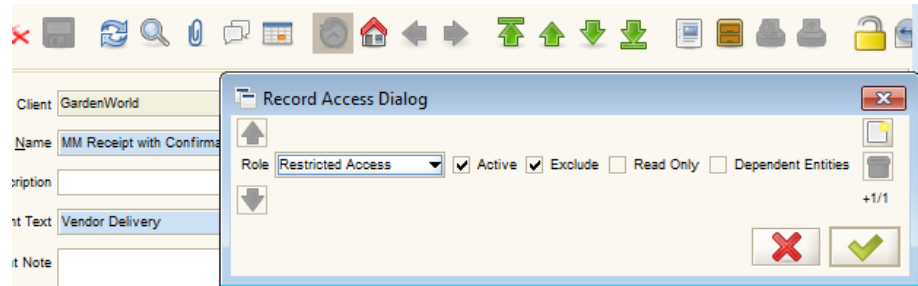 Record Access Dialog
Client GardenWorld
Name MM Receipt with Confirma
Role Restricted Access Active Exclude Read Only Dependent Entities
cription
+1/1
nt Text Vendor Delivery
t Note